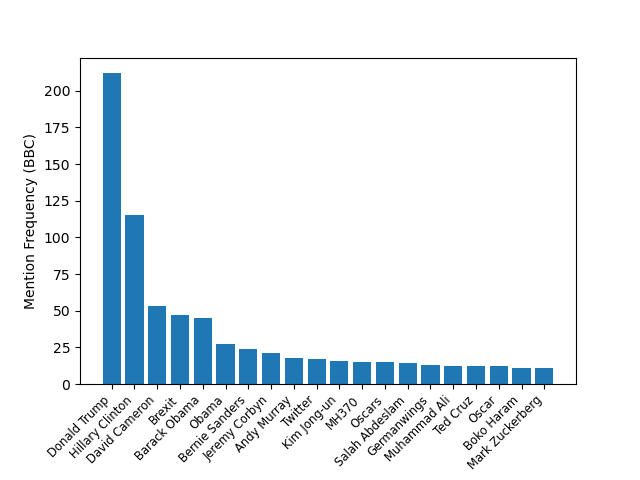 Mention Frequency (BBC)
200
175
150
125
100
75
50
25
0
Donald Trump
Hillary Clinton
David Cameron
Brexit
Barack Obama
Obama
Bernie Sanders
Jeremy Corbyn
Andy Murray
Twitter
Kim Jong-un
MH370
Oscars
Salah Abdeslam
Germanwings
Muhammad Ali
Ted Cruz
Oscar
Boko Haram
Mark Zuckerberg